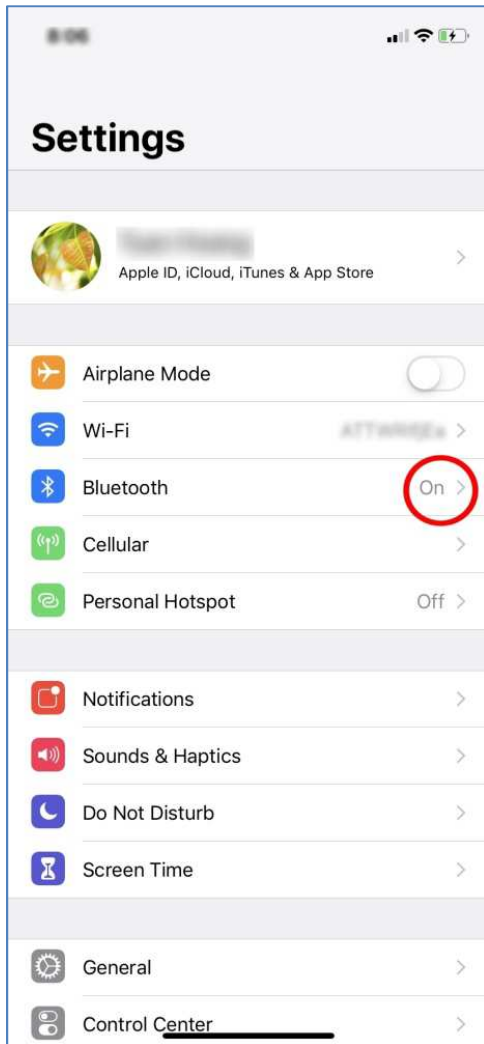 Settings
Apple ID, iCloud, iTunes & App Store
Airplane Mode
Wi-Fi
Bluetooth On
Cellular
Personal Hotspot Off
Notifications
Sounds & Haptics
Do Not Disturb
Screen Time
General
Control Center